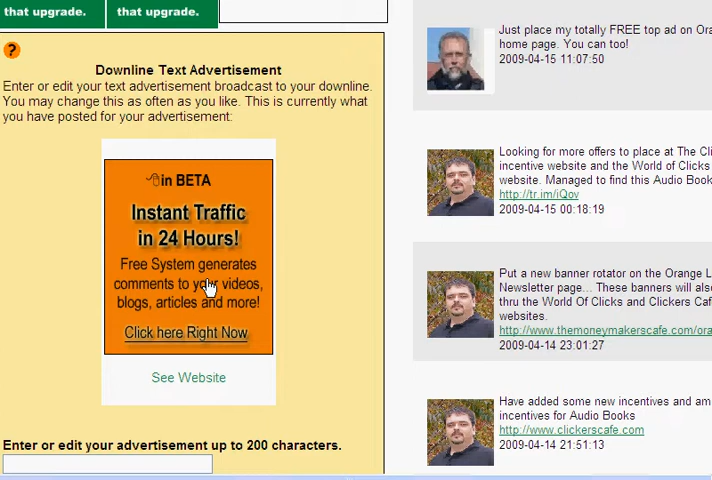 that upgrade.
that upgrade.
?
Downline Text Advertisement
Enter or edit your text advertisement broadcast to your downline.
You may change this as often as you like. This is currently what
you have posted for your advertisement:
in BETA
Instant Traffic
in 24 Hours!
Free System generates
comments to your videos,
blogs, articles and more!
Click here Right Now
See Website
Enter or edit your advertisement up to 200 characters.
Just place my totally FREE top ad on Ora
home page. You can too!
2009-04-15 11:07:50
Looking for more offers to place at The Cli
incentive website and the World of Clicks
website. Managed to find this Audio Book
http://tr.im/iQov
2009-04-15 00:18:19
Put a new banner rotator on the Orange L
Newsletter page... These banners will also
thru the World Of Clicks and Clickers Caf
websites.
http://www.themoneymakerscafe.com/ora
2009-04-14 23:01:27
Have added some new incentives and am
incentives for Audio Books
http://www.clickerscafe.com
2009-04-14 21:51:13